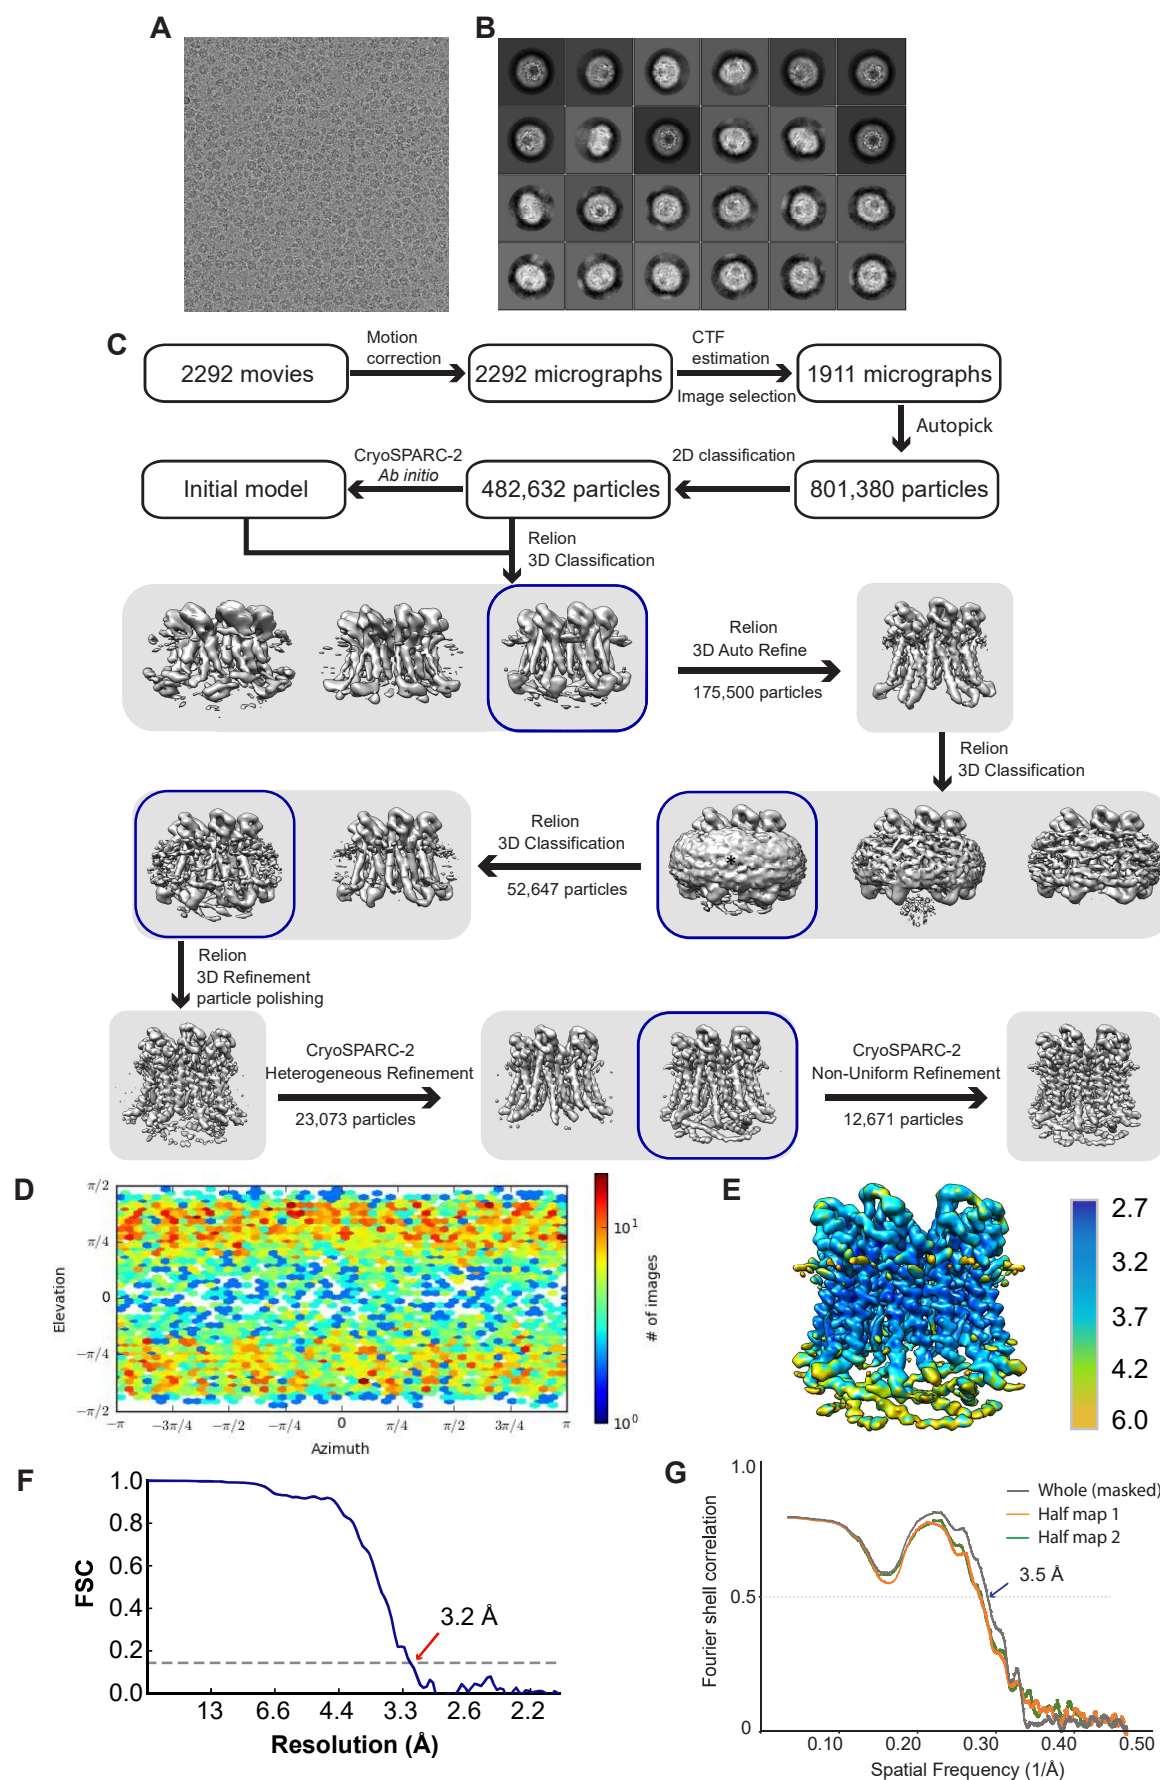 A
B
C
2292 movies
Motion
correction
2292 micrographs
CTF
estimation
Image selection
1911 micrographs
Autopick
801,380 particles
2D classification
482,632 particles
CryoSPARC-2
Ab initio
Initial model
Relion
3D Classification
Relion
3D Auto Refine
175,500 particles
Relion
3D Classification
*
Relion
3D Classification
52,647 particles
Relion
3D Refinement
particle polishing
CryoSPARC-2
Heterogeneous Refinement
23,073 particles
CryoSPARC-2
Non-Uniform Refinement
12,671 particles
D
π/2
π/4
0
−π/4
−π/2
Elevation
−π
−3π/4
−π/2
−π/4
0
π/4
π/2
3π/4
π
Azimuth
10¹
10⁰
# of images
E
2.7
3.2
3.7
4.2
6.0
F
1.0
0.8
0.6
0.4
0.2
0.0
FSC
3.2 Å
13
6.6
4.4
3.3
2.6
2.2
Resolution (Å)
G
1.0
0.5
0
Fourier shell correlation
Whole (masked)
Half map 1
Half map 2
3.5 Å
0.10
0.20
0.30
0.40
0.50
Spatial Frequency (1/Å)